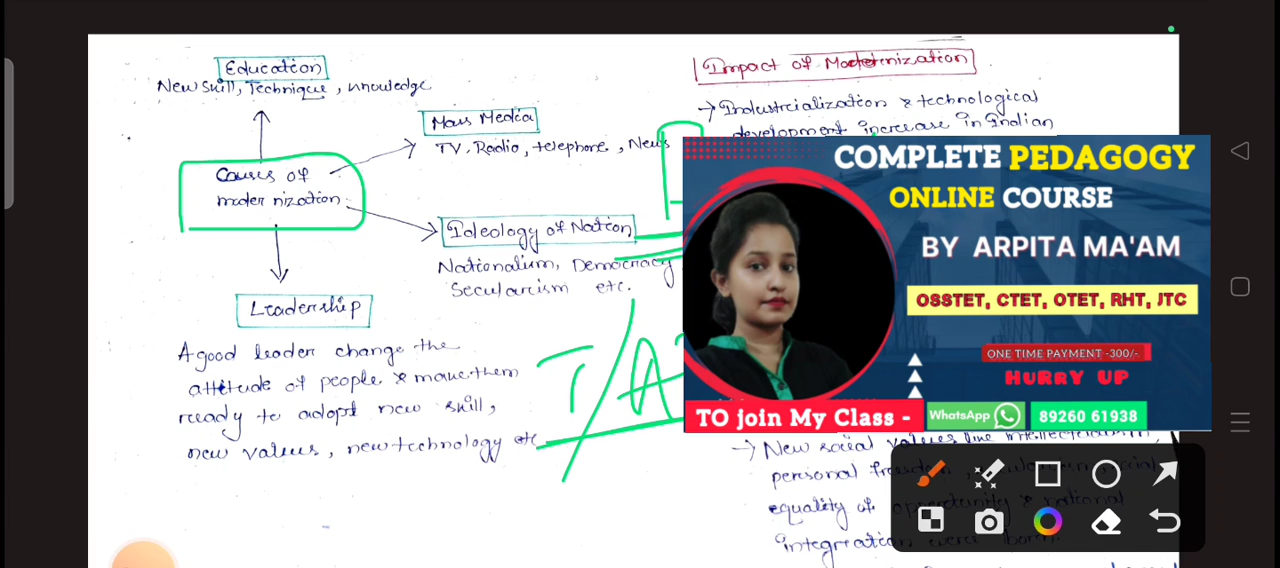 Education
New Skill, Technique, knowledge
Mass Media
TV, Radio, telephone, News
Causes of
modernization
Ideology of Nation
Nationalism, Democracy
Secularism etc.
Leadership
A good leader change the
attitude of people & make them
ready to adopt new skill,
new values, new technology etc
T/A
Impact of Modernization
→ Industrialization & technological
development increase in Indian
COMPLETE PEDAGOGY
ONLINE COURSE
BY ARPITA MA'AM
OSSTET, CTET, OTET, RHT, JTC
ONE TIME PAYMENT -300/-
HURRY UP
TO join My Class -
WhatsApp
89260 61938
→ New social values like
personal
equality of opportunity & national
integration were born